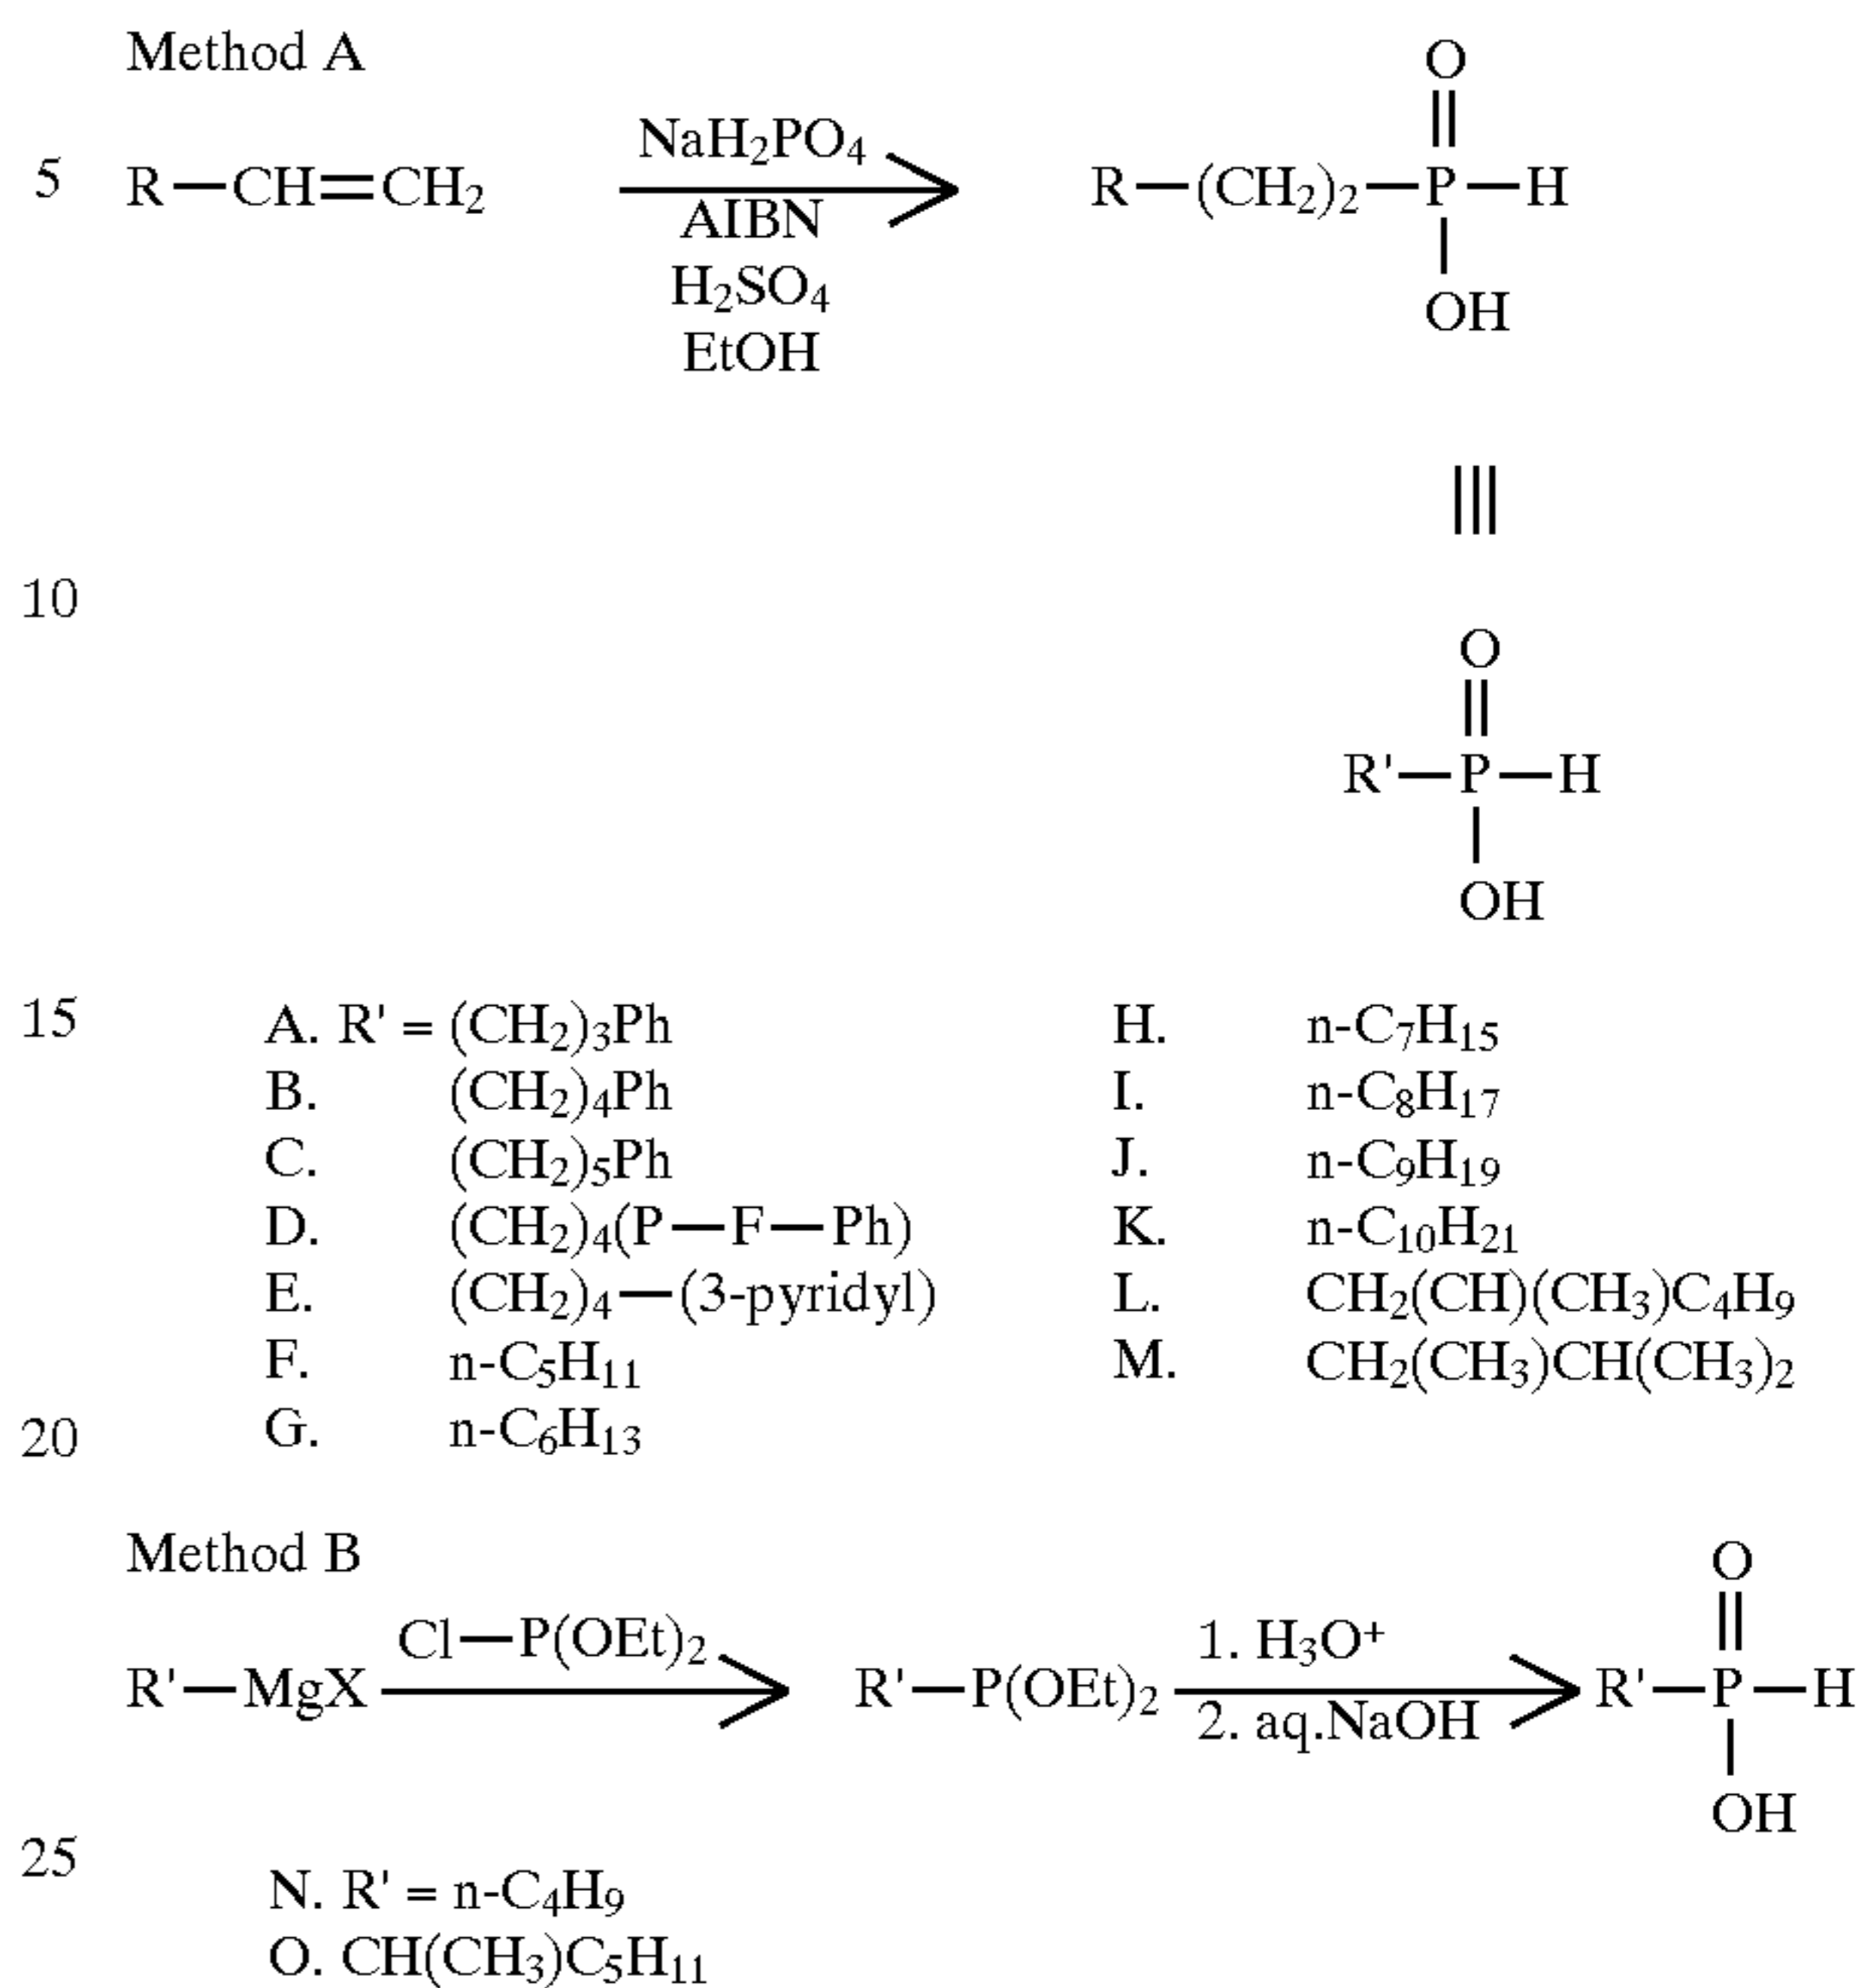 Method A
5 R—CH=CH₂ NaH₂PO₄ AIBN H₂SO₄ EtOH R—(CH₂)₂—P(=O)(OH)—H
10
R'—P(=O)(OH)—H
15 A. R' = (CH₂)₃Ph H. n-C₇H₁₅
B. (CH₂)₄Ph I. n-C₈H₁₇
C. (CH₂)₅Ph J. n-C₉H₁₉
D. (CH₂)₄(P—F—Ph) K. n-C₁₀H₂₁
E. (CH₂)₄—(3-pyridyl) L. CH₂(CH)(CH₃)C₄H₉
F. n-C₅H₁₁ M. CH₂(CH₃)CH(CH₃)₂
20 G. n-C₆H₁₃
Method B
R'—MgX Cl—P(OEt)₂ R'—P(OEt)₂ 1. H₃O⁺ 2. aq.NaOH R'—P(=O)(OH)—H
25
N. R' = n-C₄H₉
O. CH(CH₃)C₅H₁₁